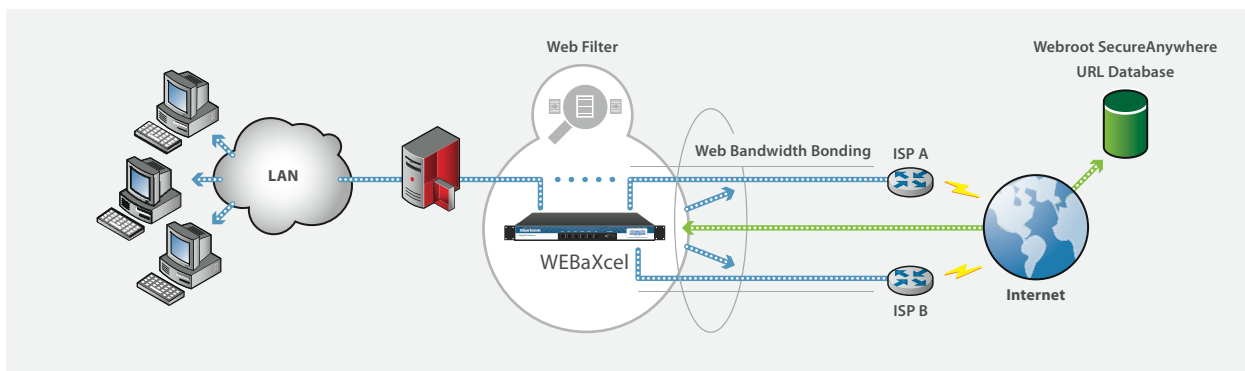 Web Filter
Webroot SecureAnywhere
URL Database
Web Bandwidth Bonding
ISP A
LAN
WEBaXcel
Internet
ISP B